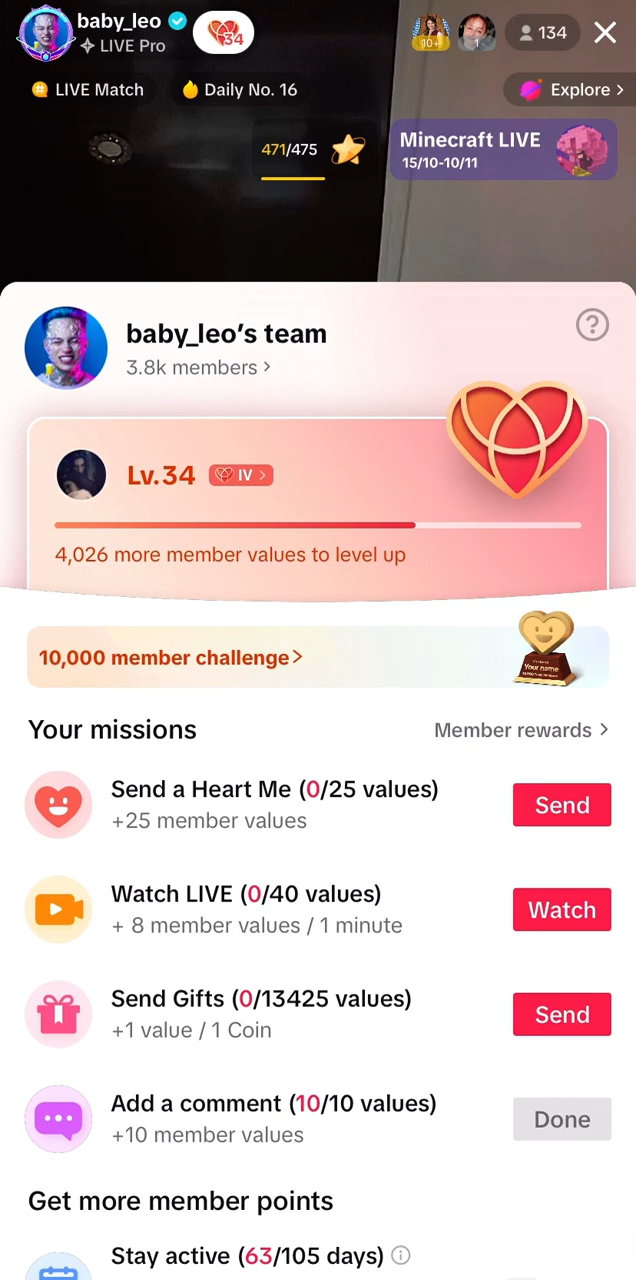 baby_leo
LIVE Pro
34
10+
1
134
LIVE Match
Daily No. 16
Explore >
471/475
Minecraft LIVE
15/10-10/11
baby_leo's team
3.8k members >
?
Lv.34
IV >
4,026 more member values to level up
10,000 member challenge>
Your name
Your missions
Member rewards >
Send a Heart Me (0/25 values)
+25 member values
Send
Watch LIVE (0/40 values)
+ 8 member values / 1 minute
Watch
Send Gifts (0/13425 values)
+1 value / 1 Coin
Send
Add a comment (10/10 values)
+10 member values
Done
Get more member points
Stay active (63/105 days)